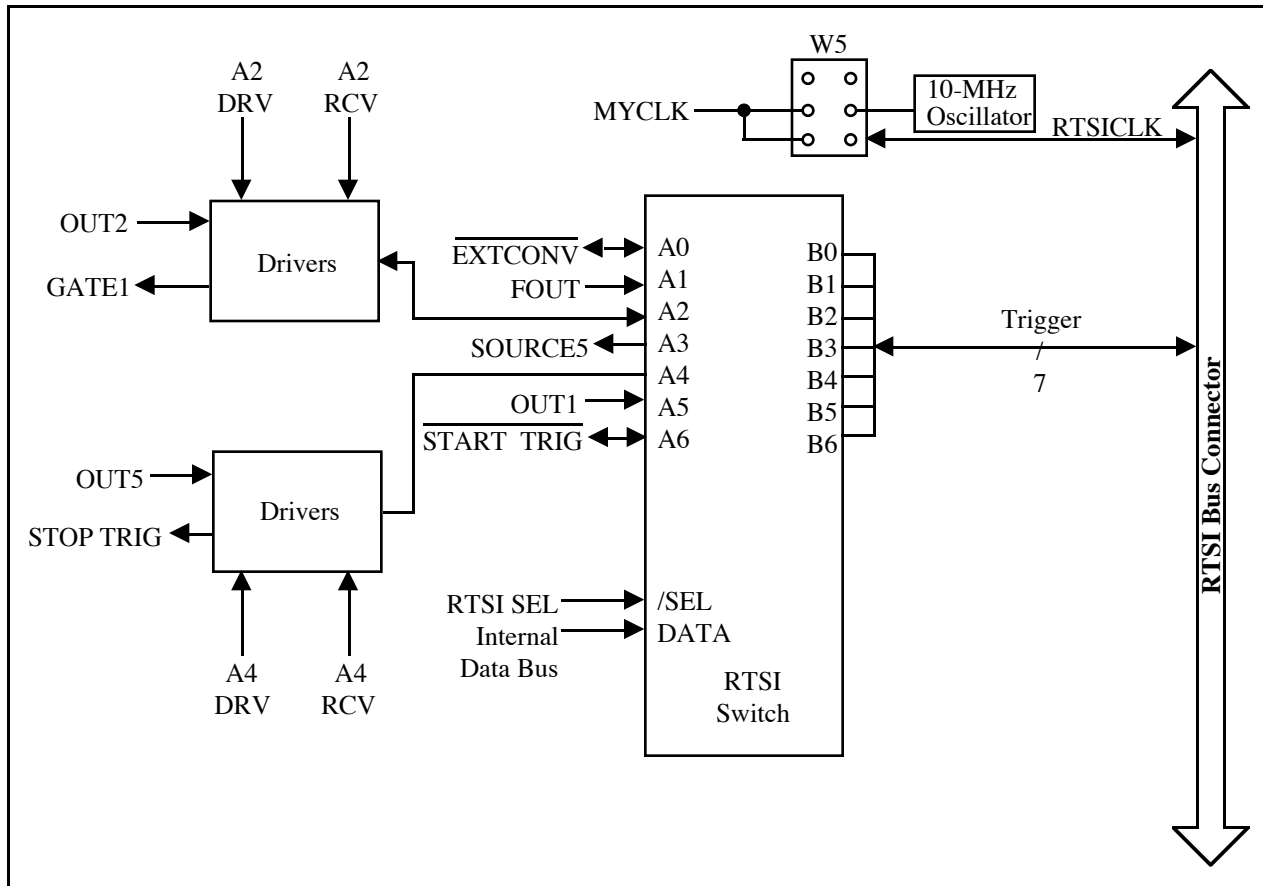 W5
A2
DRV
A2
RCV
10-MHz
Oscillator
MYCLK
RTSICLK
OUT2
Drivers
GATE1
EXTCONV
FOUT
SOURCE5
OUT1
START TRIG
A0
A1
A2
A3
A4
A5
A6
B0
B1
B2
B3
B4
B5
B6
Trigger
/
7
RTSI Bus Connector
OUT5
Drivers
STOP TRIG
A4
DRV
A4
RCV
RTSI SEL
Internal
Data Bus
/SEL
DATA
RTSI
Switch